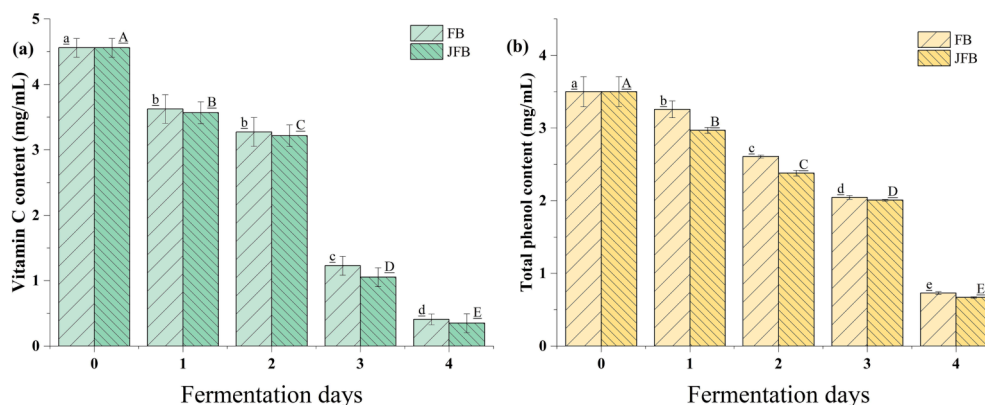 (a)
Vitamin C content (mg/mL)
5
4
3
2
1
0
FB
JFB
a A
b B
b C
c D
d E
0 1 2 3 4
Fermentation days
(b)
Total phenol content (mg/mL)
4
3
2
1
0
FB
JFB
a A
b B
c C
d D
e E
0 1 2 3 4
Fermentation days